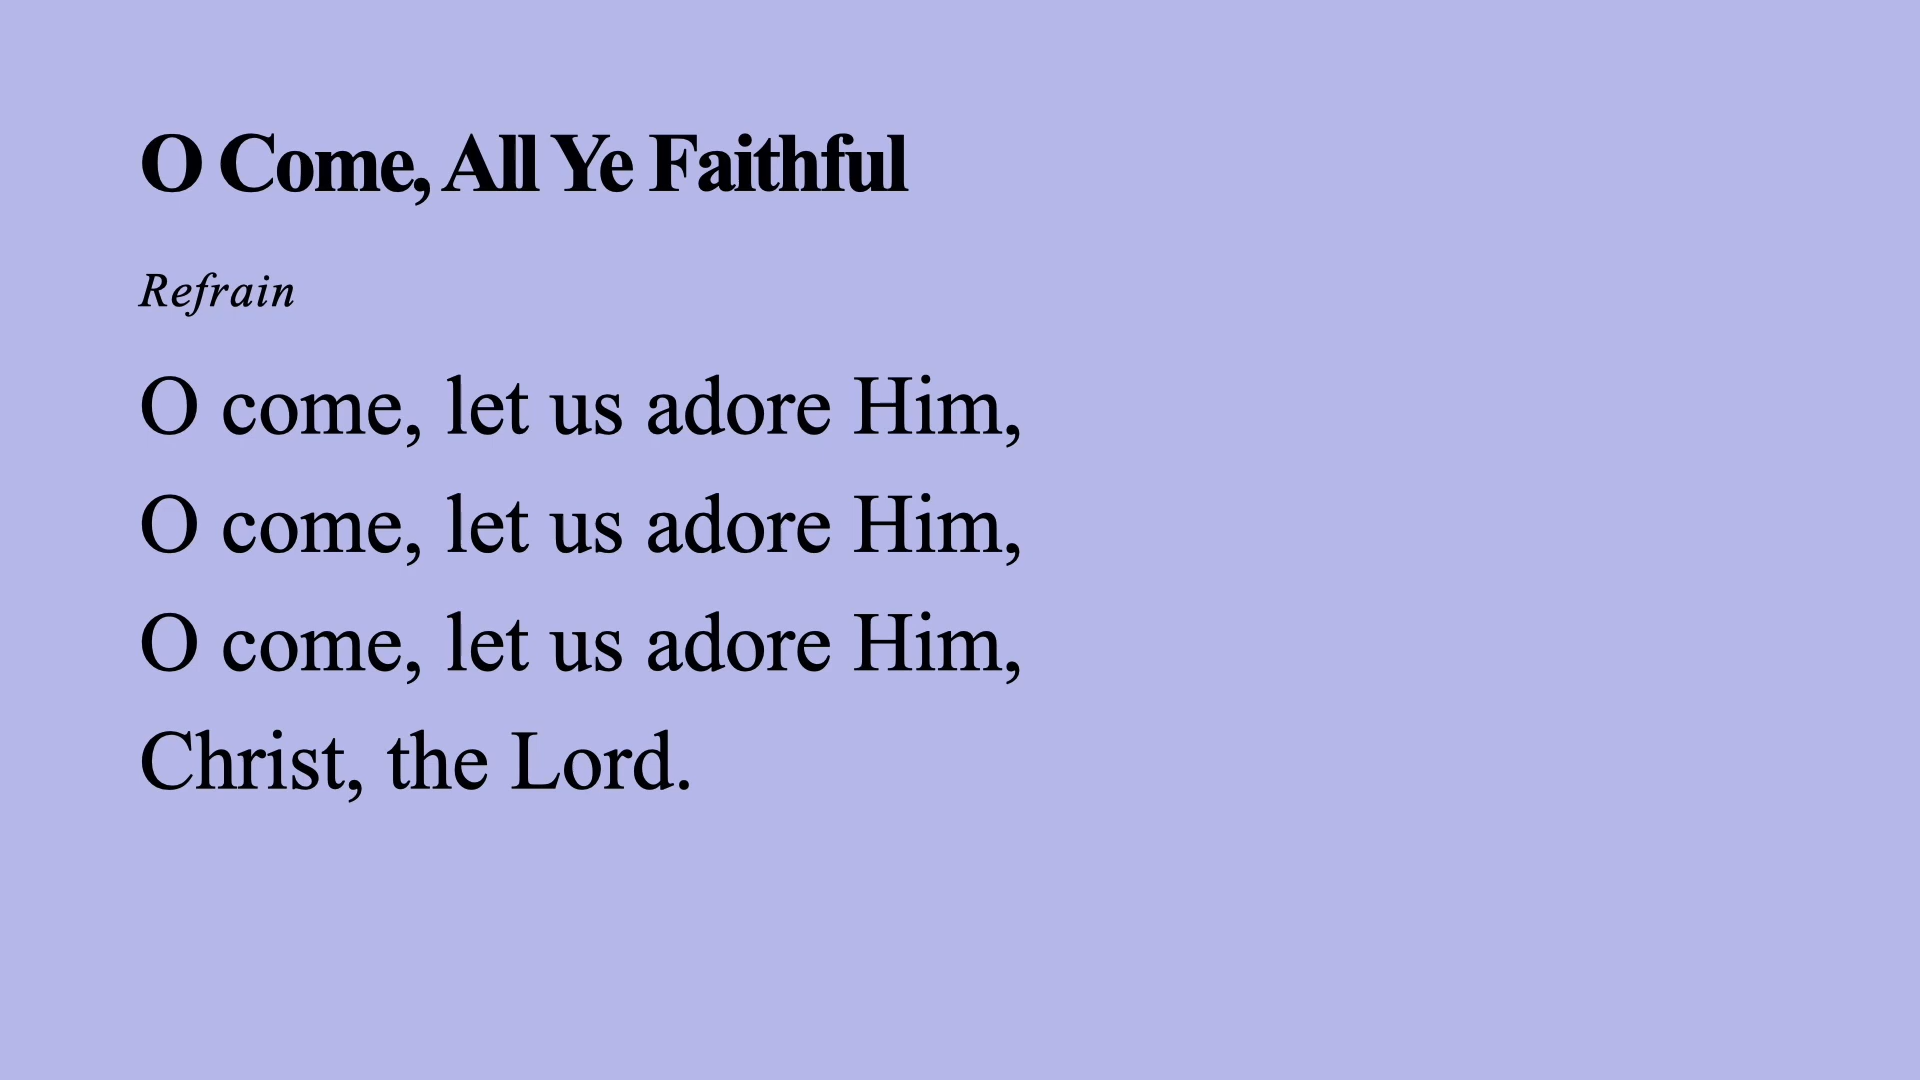 O Come, All Ye Faithful
Refrain
O come, let us adore Him,
O come, let us adore Him,
O come, let us adore Him,
Christ, the Lord.